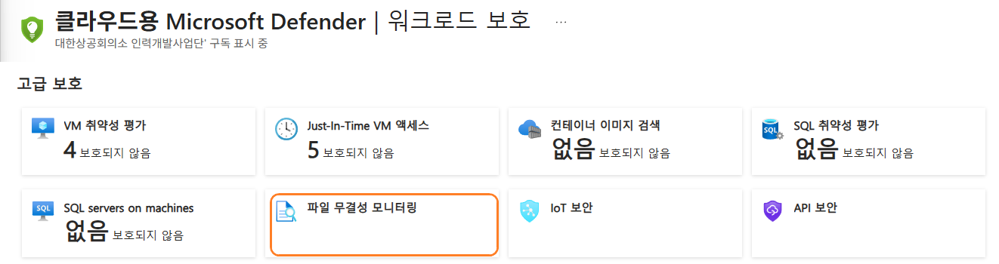 클라우드용 Microsoft Defender | 워크로드 보호 ...
대한상공회의소 인력개발사업단' 구독 표시 중
고급 보호
VM 취약성 평가
4 보호되지 않음
Just-In-Time VM 액세스
5 보호되지 않음
컨테이너 이미지 검색
없음 보호되지 않음
SQL
SQL 취약성 평가
없음 보호되지 않음
SQL
SQL servers on machines
없음 보호되지 않음
파일 무결성 모니터링
IoT 보안
API 보안